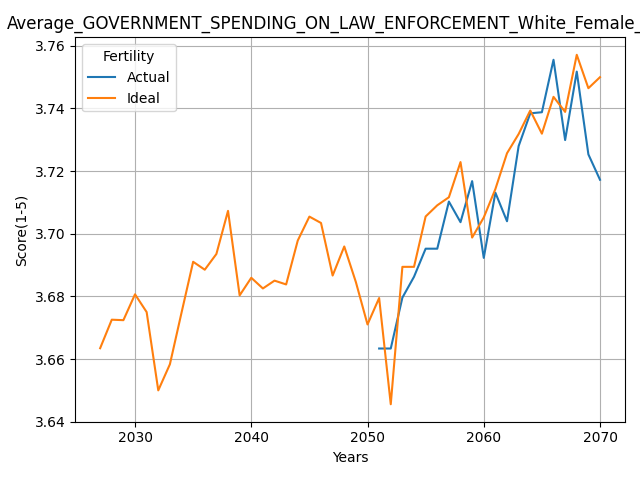 Average_GOVERNMENT_SPENDING_ON_LAW_ENFORCEMENT_White_Female_
3.76
3.74
3.72
3.70
3.68
3.66
3.64
Score(1-5)
Fertility
Actual
Ideal
2030
2040
2050
2060
2070
Years